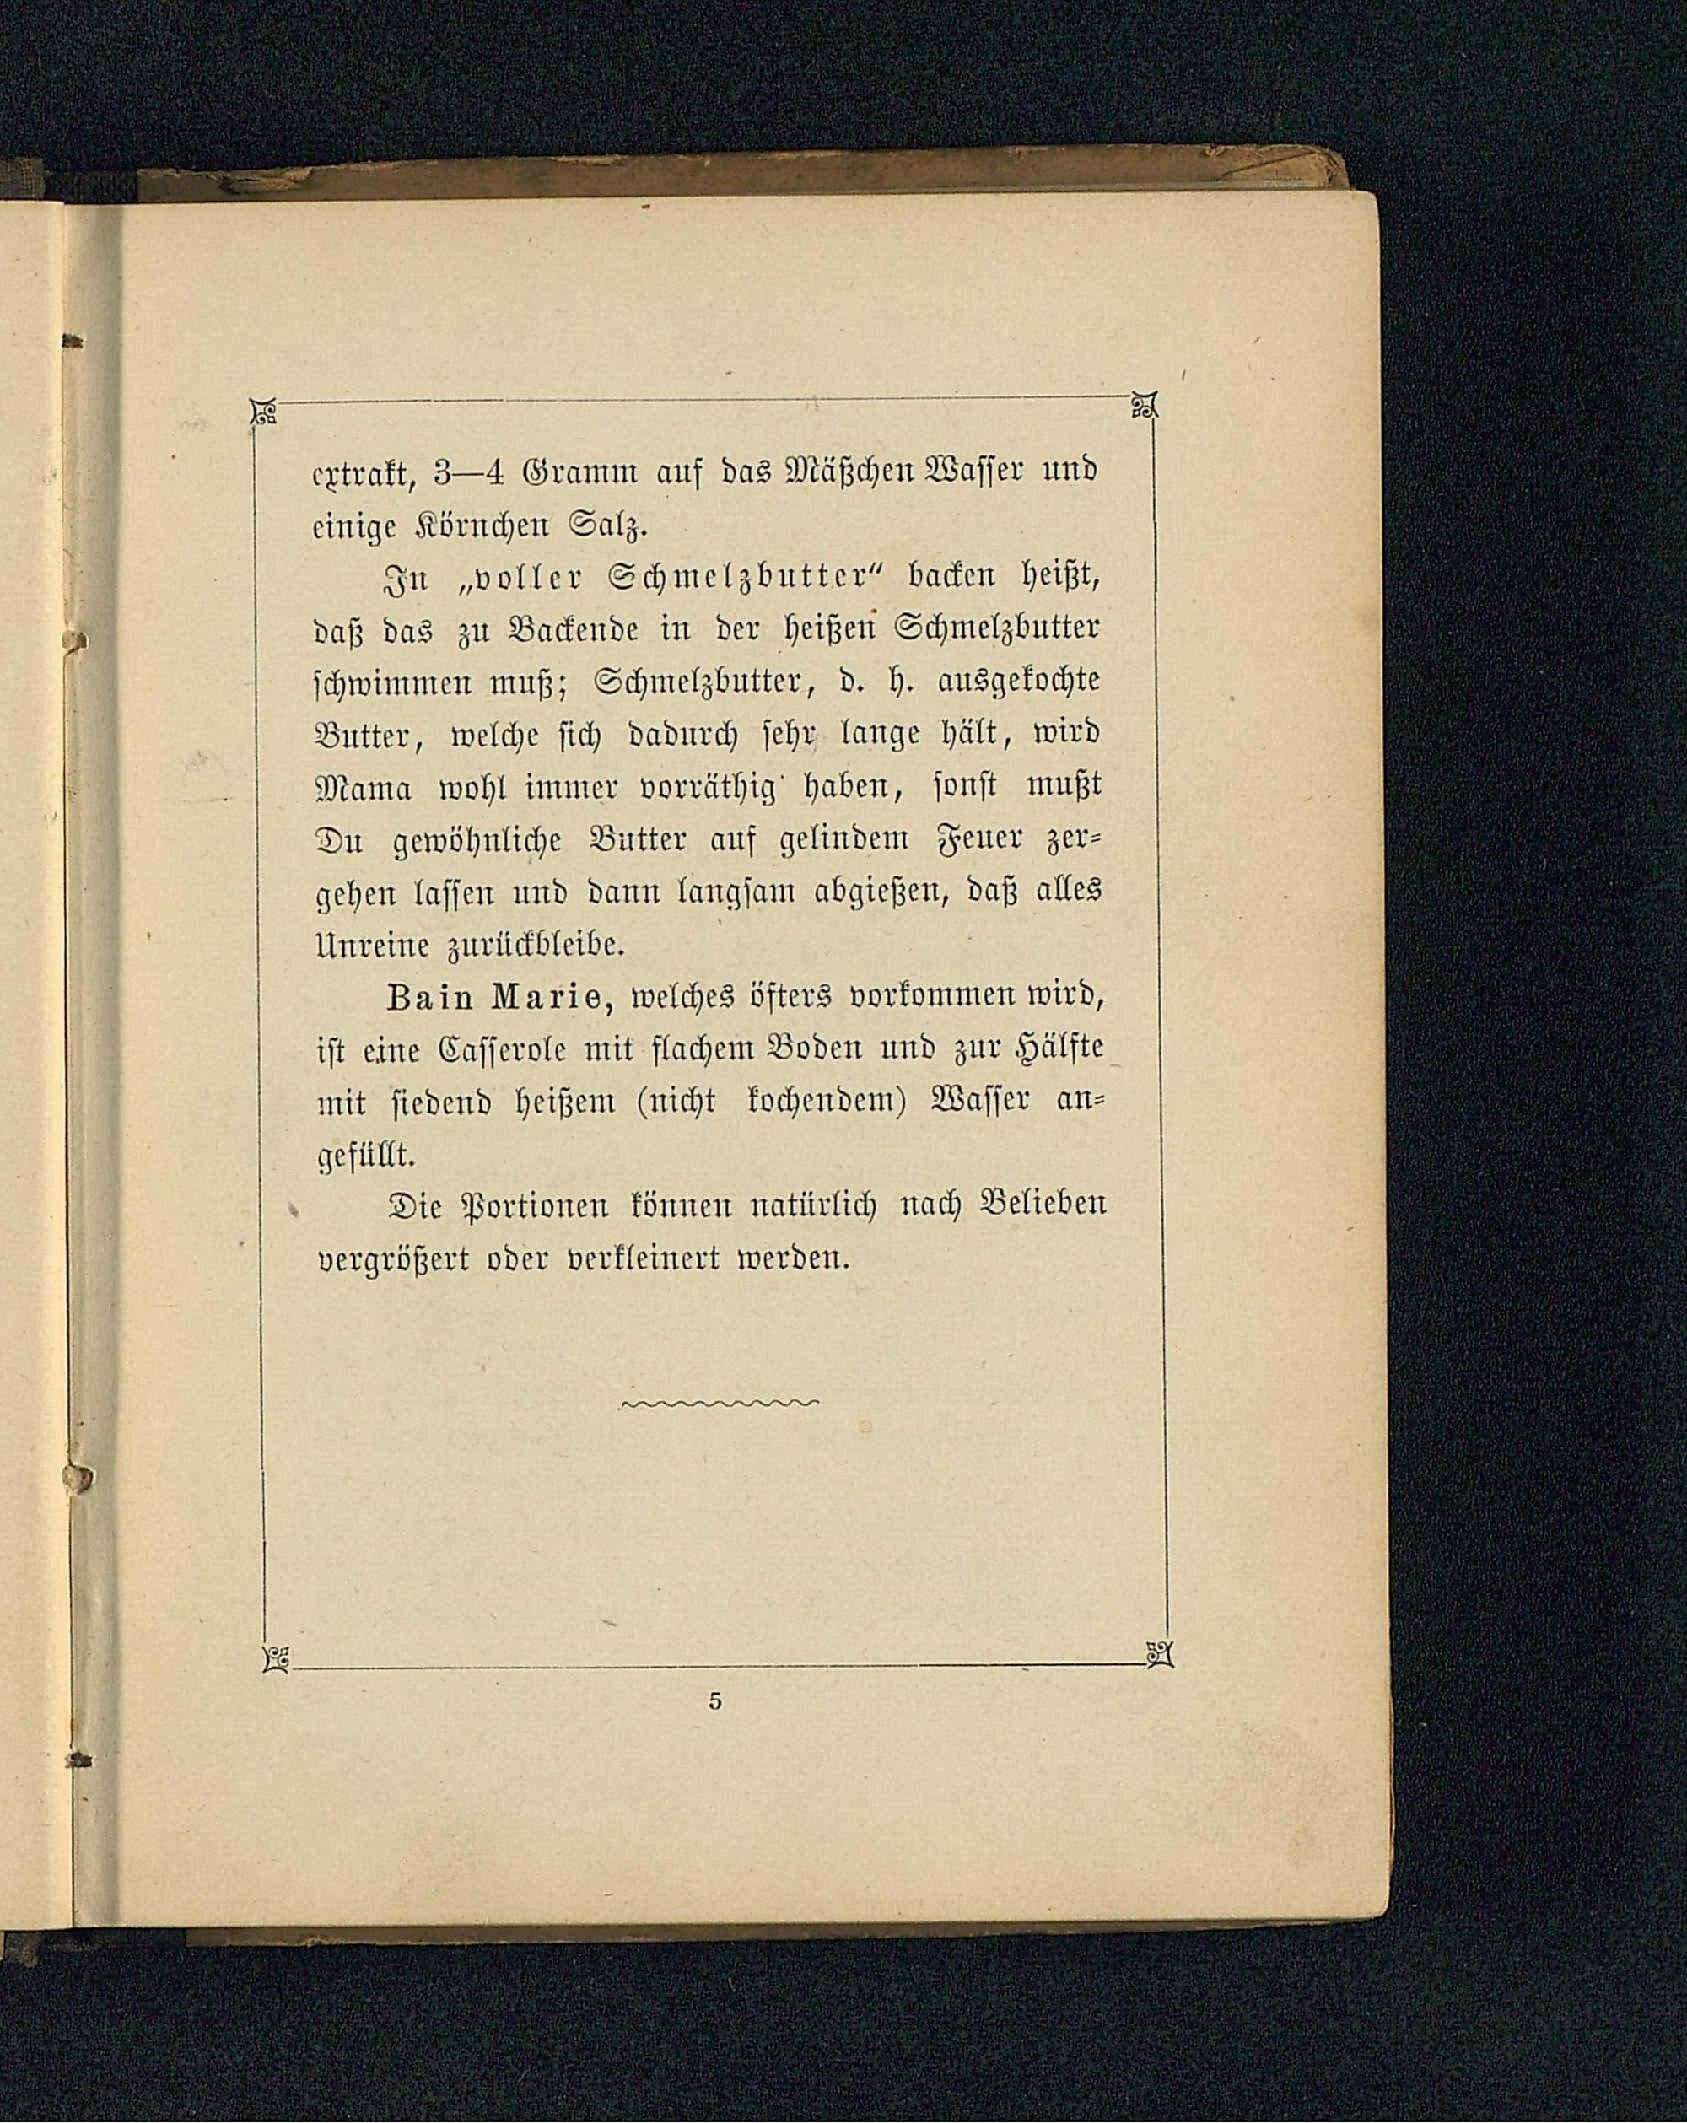 extrakt, 3—4 Gramm auf das Mäßchen Wasser und
einige Körnchen Salz.
In „voller Schmelzbutter“ backen heißt,
daß das zu Backende in der heißen Schmelzbutter
schwimmen muß; Schmelzbutter, d. h. ausgekochte
Butter, welche sich dadurch sehr lange hält, wird
Mama wohl immer vorräthig haben, sonst mußt
Du gewöhnliche Butter auf gelindem Feuer zer-
gehen lassen und dann langsam abgießen, daß alles
Unreine zurückbleibe.
Bain Marie, welches öfters vorkommen wird,
ist eine Casserole mit flachem Boden und zur Hälfte
mit siedend heißem (nicht kochendem) Wasser an-
gefüllt.
Die Portionen können natürlich nach Belieben
vergrößert oder verkleinert werden.
5